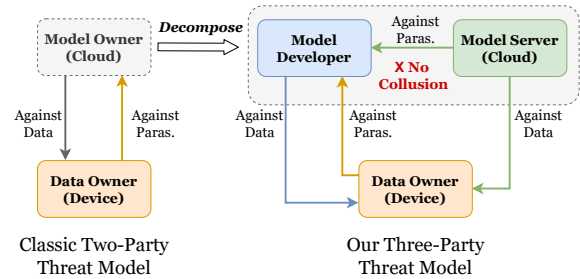 Model Owner
(Cloud)
Against
Data
Against
Paras.
Data Owner
(Device)
Classic Two-Party
Threat Model
Decompose
Model
Developer
Against
Paras.
X No
Collusion
Model Server
(Cloud)
Against
Data
Against
Paras.
Against
Data
Data Owner
(Device)
Our Three-Party
Threat Model